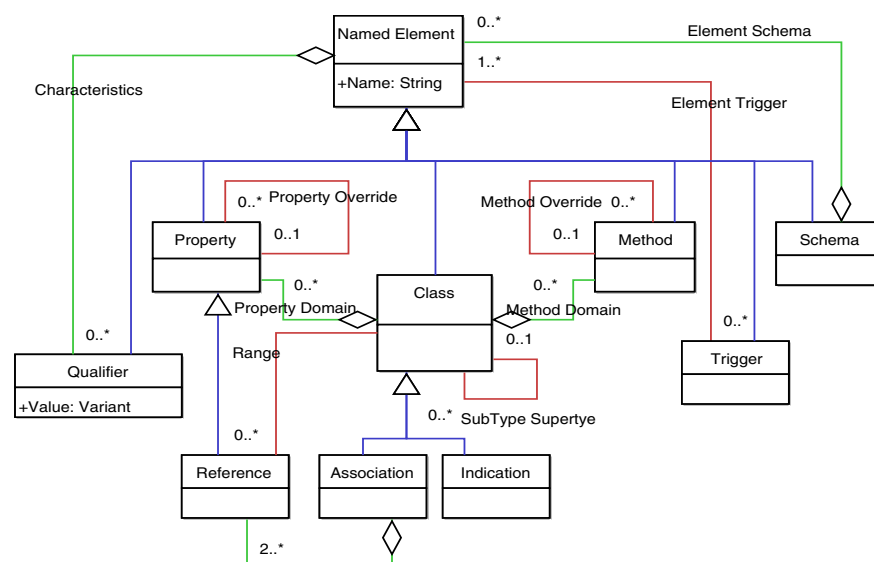 0..*
Element Schema
Named Element
1..*
+Name: String
Characteristics
Element Trigger
0..*
Property Override
Method Override
0..*
Property
0..1
0..1
Method
Schema
0..*
0..*
Class
Property Domain
Method Domain
0..*
0..*
0..1
Range
Qualifier
Trigger
+Value: Variant
0..*
SubType Supertye
0..*
Reference
Association
Indication
2..*